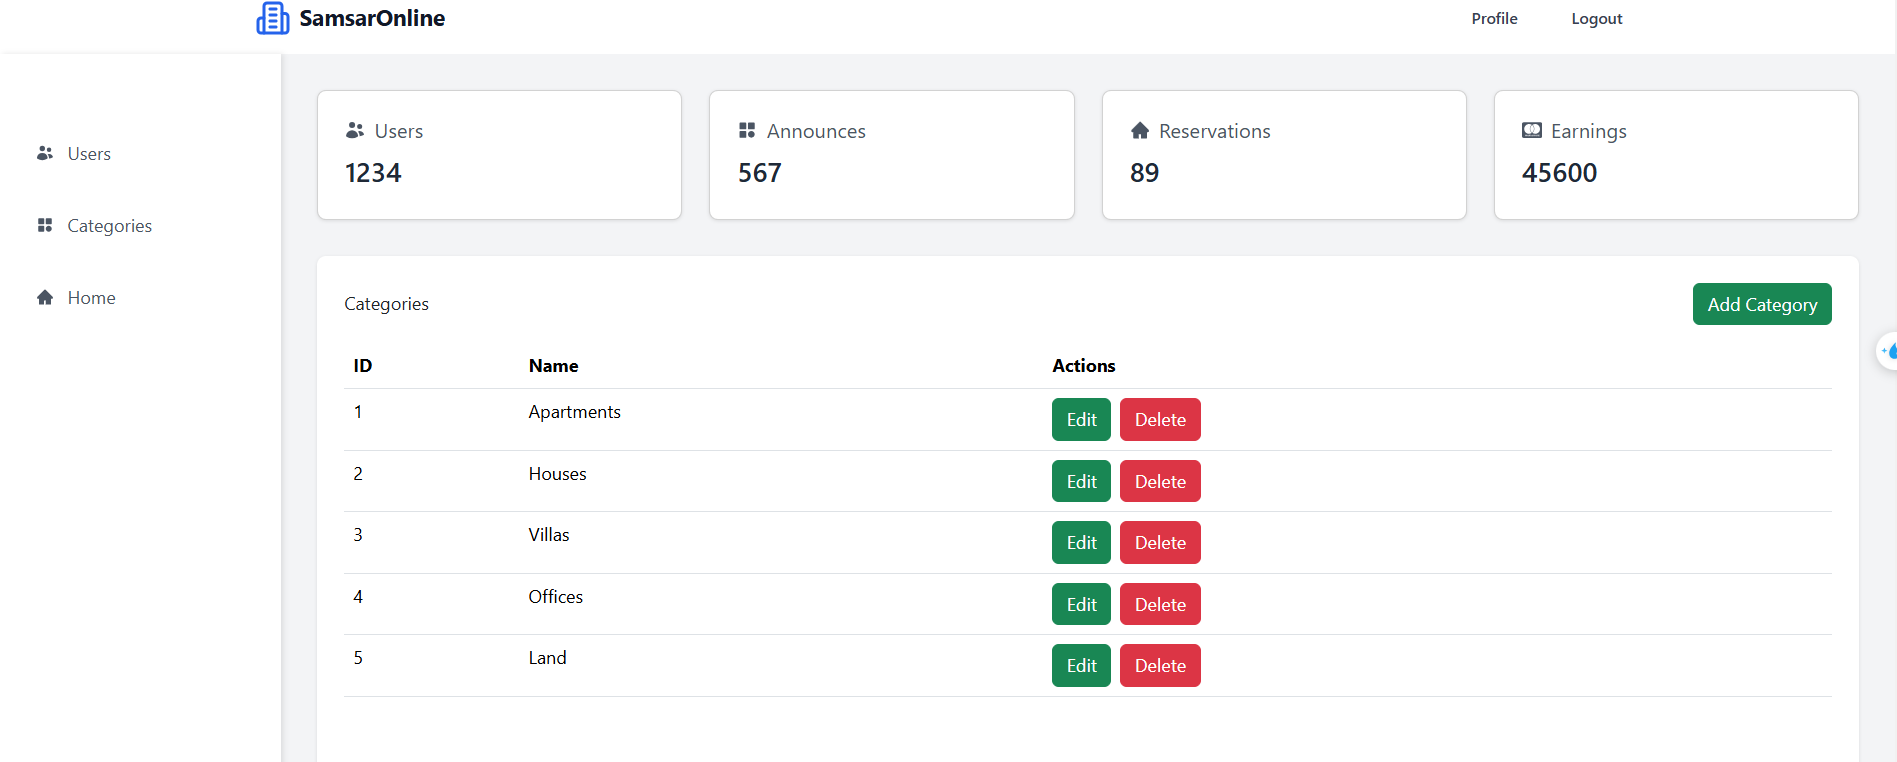 SamsarOnline
Profile Logout
Users
Categories
Home
Users
1234
Announces
567
Reservations
89
Earnings
45600
Categories
Add Category
ID Name Actions
1 Apartments Edit Delete
2 Houses Edit Delete
3 Villas Edit Delete
4 Offices Edit Delete
5 Land Edit Delete